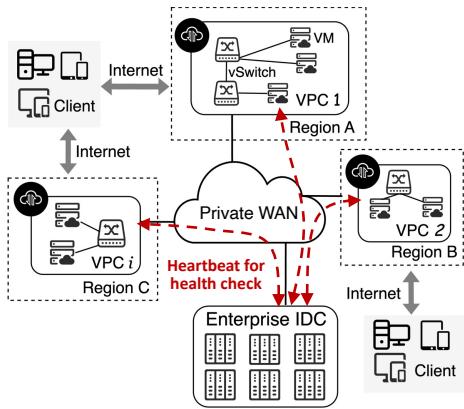 Internet
Client
VM
vSwitch
VPC 1
Region A
Internet
Private WAN
VPC 2
Region B
VPC i
Region C
Heartbeat for
health check
Internet
Enterprise IDC
Client